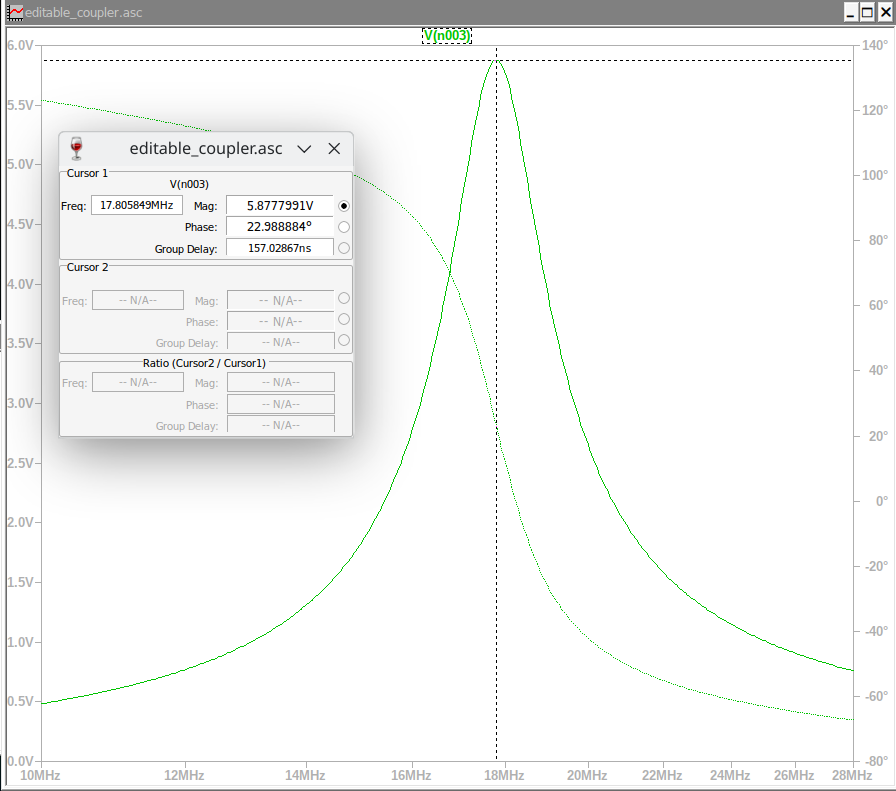 editable_coupler.asc
V(n003)
6.0V
5.5V
5.0V
4.5V
4.0V
3.5V
3.0V
2.5V
2.0V
1.5V
1.0V
0.5V
0.0V
140°
120°
100°
80°
60°
40°
20°
0°
-20°
-40°
-60°
-80°
10MHz 12MHz 14MHz 16MHz 18MHz 20MHz 22MHz 24MHz 26MHz 28MHz
editable_coupler.asc
Cursor 1
V(n003)
Freq: 17.805849MHz Mag: 5.8777991V
Phase: 22.988884°
Group Delay: 157.02867ns
Cursor 2
Freq: -- N/A-- Mag: -- N/A--
Phase: -- N/A--
Group Delay: -- N/A--
Ratio (Cursor2 / Cursor1)
Freq: -- N/A-- Mag: -- N/A--
Phase: -- N/A--
Group Delay: -- N/A--